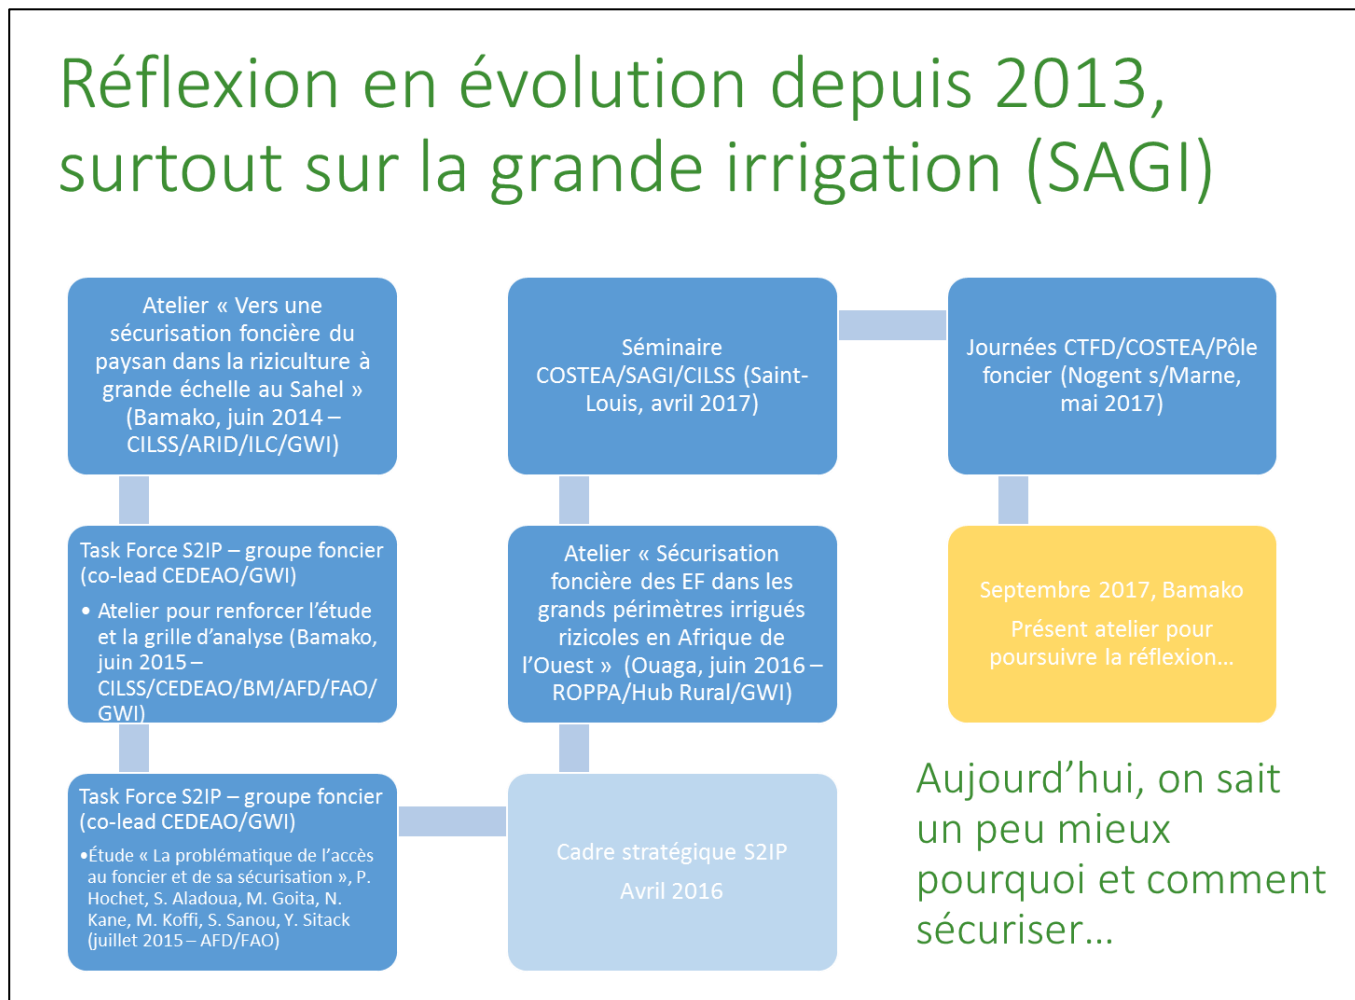 Réflexion en évolution depuis 2013,
surtout sur la grande irrigation (SAGI)
Atelier « Vers une
sécurisation foncière du
paysan dans la riziculture à
grande échelle au Sahel »
(Bamako, juin 2014 –
CILSS/ARID/ILC/GWI)
Task Force S2IP – groupe foncier
(co-lead CEDEAO/GWI)
• Atelier pour renforcer l’étude
et la grille d’analyse (Bamako,
juin 2015 –
CILSS/CEDEAO/BM/AFD/FAO/
GWI)
Task Force S2IP – groupe foncier
(co-lead CEDEAO/GWI)
•Étude « La problématique de l’accès
au foncier et de sa sécurisation », P.
Hochet, S. Aladoua, M. Goita, N.
Kane, M. Koffi, S. Sanou, Y. Sitack
(juillet 2015 – AFD/FAO)
Cadre stratégique S2IP
Avril 2016
Atelier « Sécurisation
foncière des EF dans les
grands périmètres irrigués
rizicoles en Afrique de
l’Ouest » (Ouaga, juin 2016 –
ROPPA/Hub Rural/GWI)
Séminaire
COSTEA/SAGI/CILSS (Saint-
Louis, avril 2017)
Journées CTFD/COSTEA/Pôle
foncier (Nogent s/Marne,
mai 2017)
Septembre 2017, Bamako
Présent atelier pour
poursuivre la réflexion…
Aujourd’hui, on sait
un peu mieux
pourquoi et comment
sécuriser…